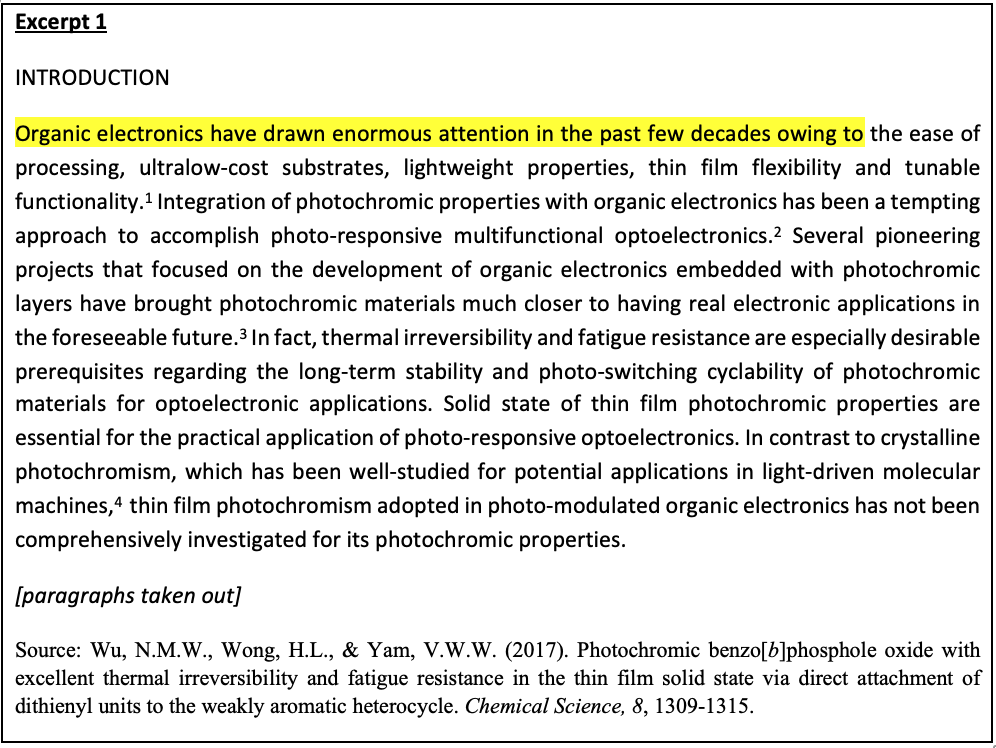 Excerpt 1
INTRODUCTION
Organic electronics have drawn enormous attention in the past few decades owing to the ease of
processing, ultralow-cost substrates, lightweight properties, thin film flexibility and tunable
functionality.¹ Integration of photochromic properties with organic electronics has been a tempting
approach to accomplish photo-responsive multifunctional optoelectronics.² Several pioneering
projects that focused on the development of organic electronics embedded with photochromic
layers have brought photochromic materials much closer to having real electronic applications in
the foreseeable future.³ In fact, thermal irreversibility and fatigue resistance are especially desirable
prerequisites regarding the long-term stability and photo-switching cyclability of photochromic
materials for optoelectronic applications. Solid state of thin film photochromic properties are
essential for the practical application of photo-responsive optoelectronics. In contrast to crystalline
photochromism, which has been well-studied for potential applications in light-driven molecular
machines,⁴ thin film photochromism adopted in photo-modulated organic electronics has not been
comprehensively investigated for its photochromic properties.
[paragraphs taken out]
Source: Wu, N.M.W., Wong, H.L., & Yam, V.W.W. (2017). Photochromic benzo[b]phosphole oxide with
excellent thermal irreversibility and fatigue resistance in the thin film solid state via direct attachment of
dithienyl units to the weakly aromatic heterocycle. Chemical Science, 8, 1309-1315.